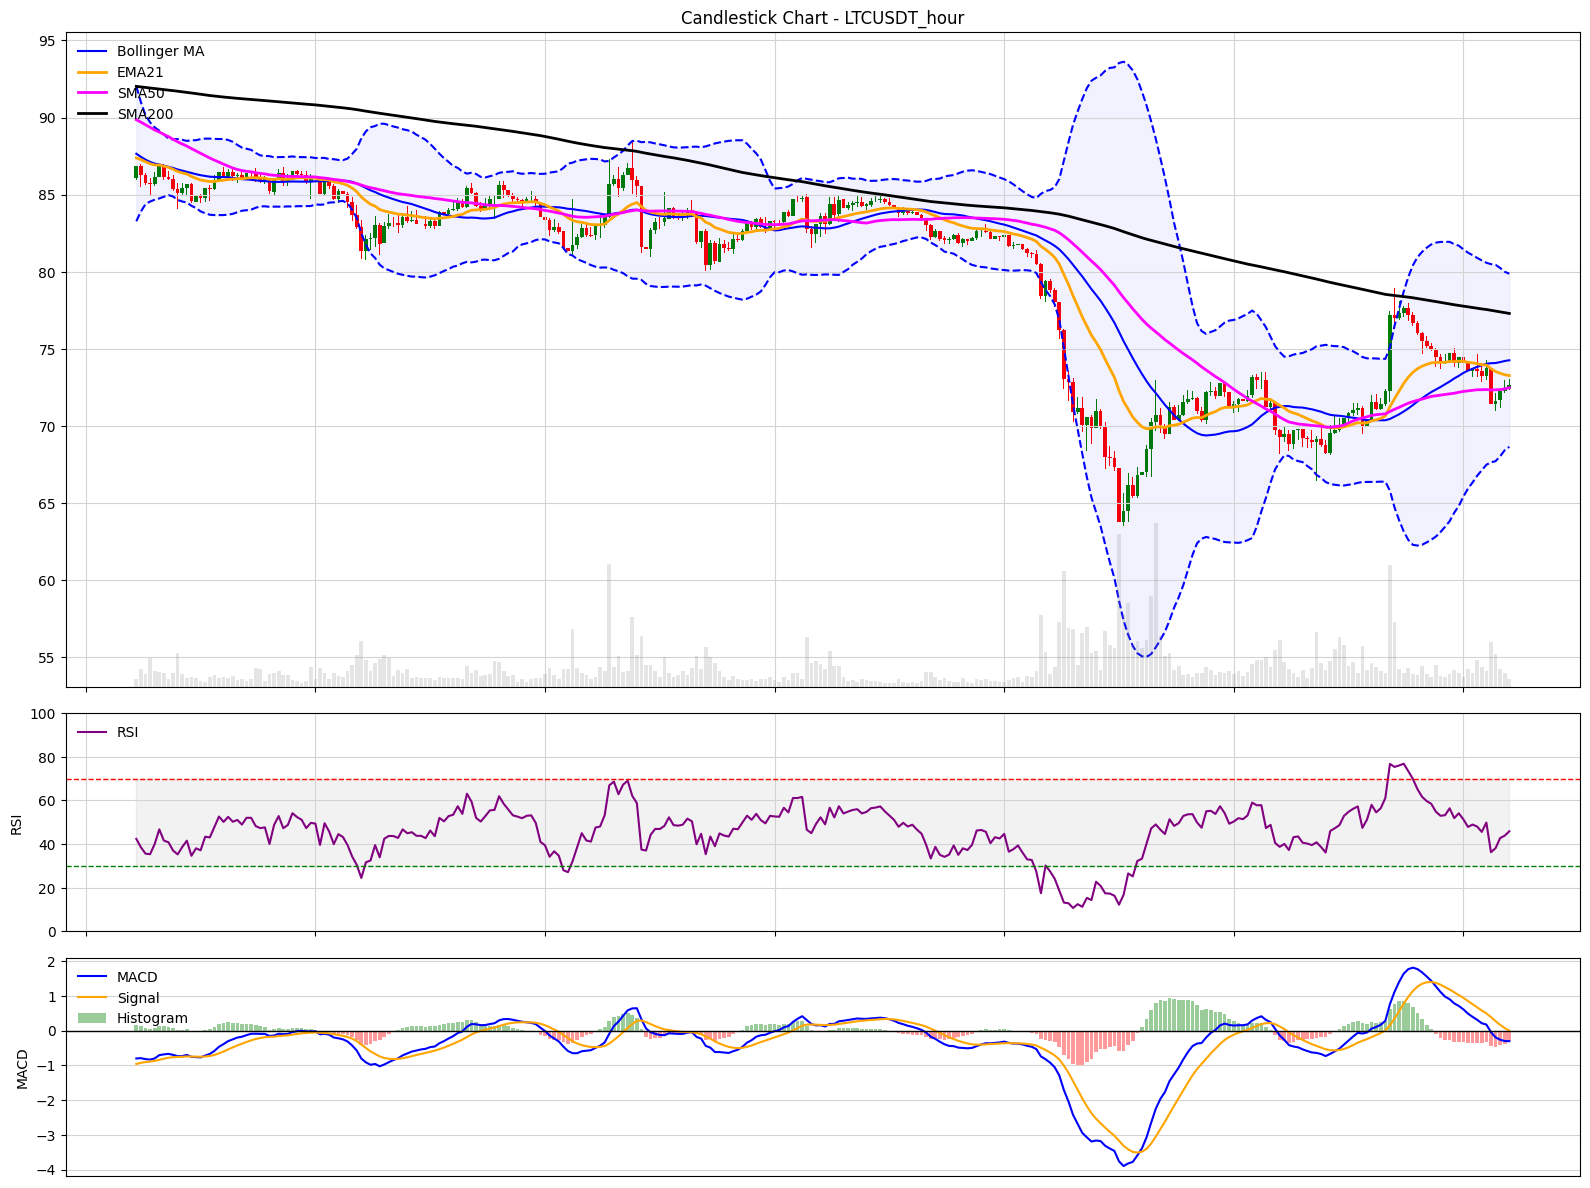 Candlestick Chart - LTCUSDT_hour
95
90
85
80
75
70
65
60
55
Bollinger MA
EMA21
SMA50
SMA200
100
80
60
40
20
0
RSI
RSI
2
1
0
−1
−2
−3
−4
MACD
MACD
Signal
Histogram